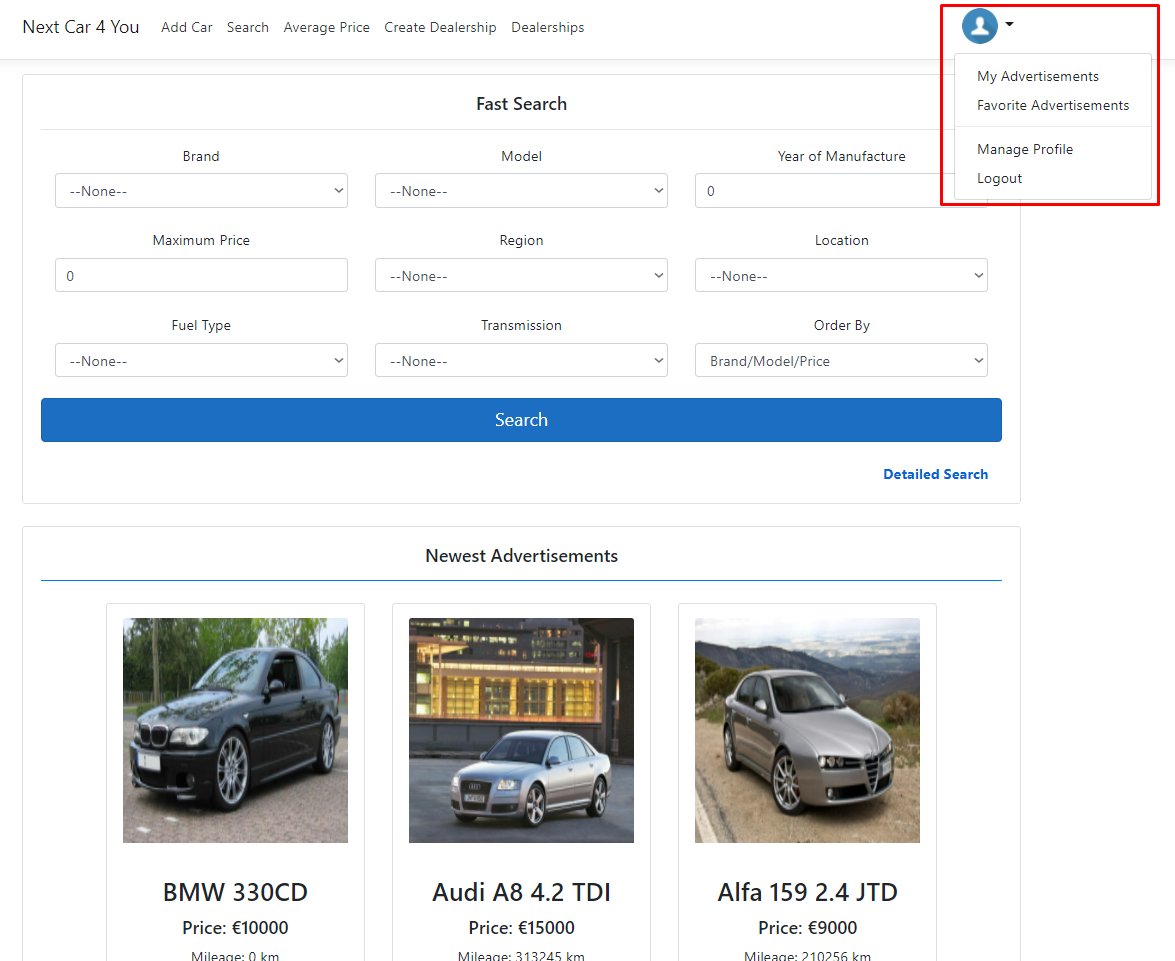 Next Car 4 You Add Car Search Average Price Create Dealership Dealerships
My Advertisements
Favorite Advertisements
Manage Profile
Logout
Fast Search
Brand Model Year of Manufacture
--None-- --None-- 0
Maximum Price Region Location
0 --None-- --None--
Fuel Type Transmission Order By
--None-- --None-- Brand/Model/Price
Search
Detailed Search
Newest Advertisements
BMW 330CD Audi A8 4.2 TDI Alfa 159 2.4 JTD
Price: €10000 Price: €15000 Price: €9000
Mileage: 0 km Mileage: 313245 km Mileage: 210256 km